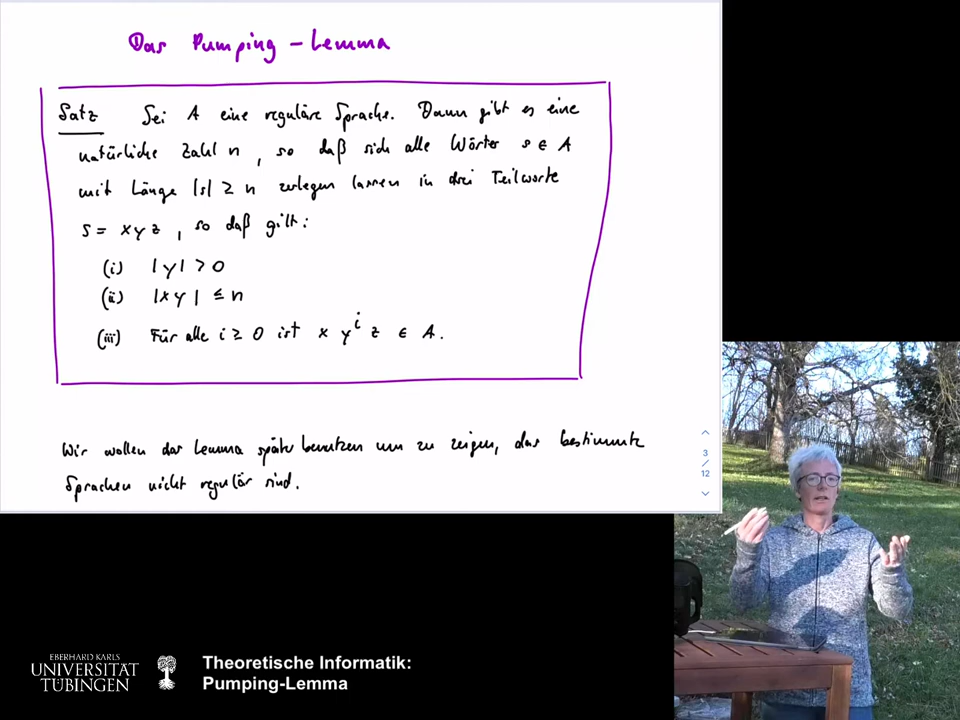 Das Pumping-Lemma
Satz Sei A eine reguläre Sprache. Dann gibt es eine
natürliche Zahl n, so daß sich alle Wörter s ∈ A
mit Länge |s| ≥ n zerlegen lassen in drei Teilworte
s = xyz, so daß gilt:
(i) |y| > 0
(ii) |xy| ≤ n
(iii) Für alle i ≥ 0 ist x y^i z ∈ A.
Wir wollen das Lemma später benutzen um zu zeigen, das bestimmte
Sprachen nicht regulär sind.
3
/
12
EBERHARD KARLS
UNIVERSITÄT
TÜBINGEN
Theoretische Informatik:
Pumping-Lemma